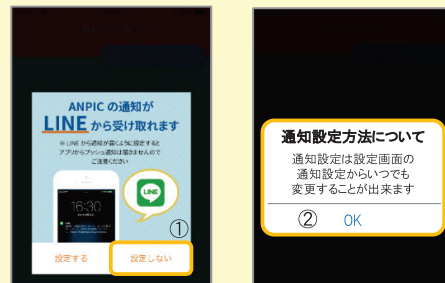 ANPIC の通知が
LINE から受け取れます
※LINE から通知が届くように設定すると
アプリからプッシュ通知は届きませんので
ご注意ください
LINE
16:30
①
設定する
設定しない
通知設定方法について
通知設定は設定画面の
通知設定からいつでも
変更することが出来ます
② OK